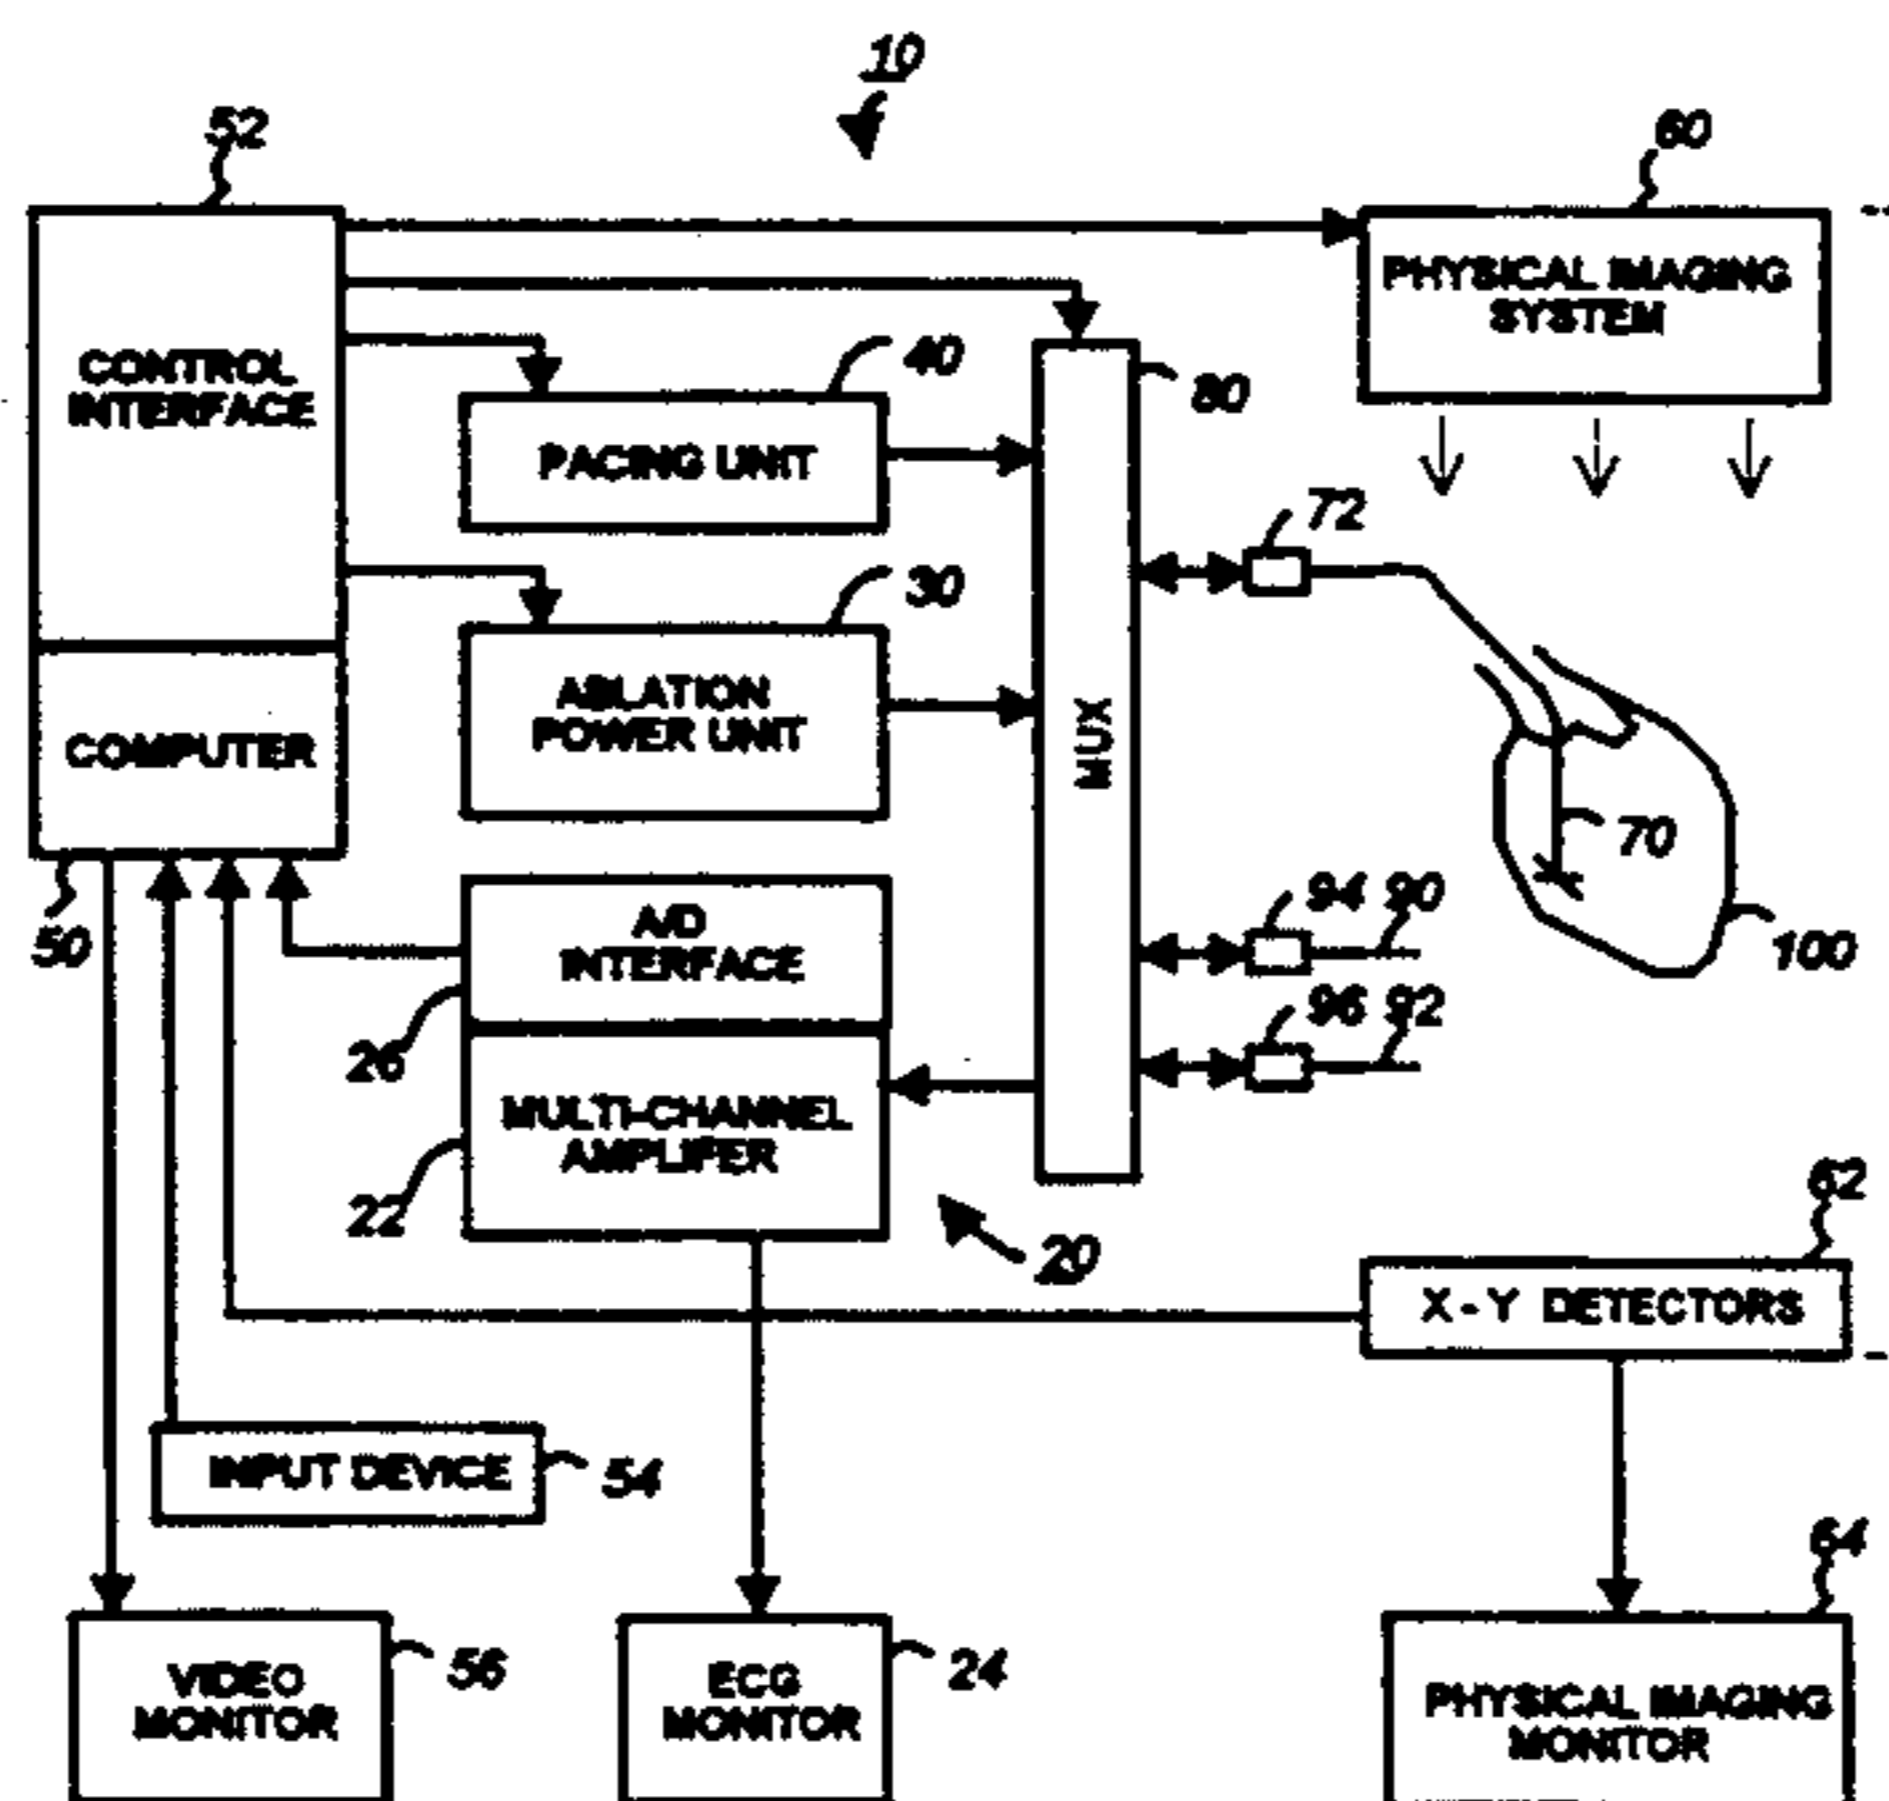 10
52
60
PHYSICAL IMAGING
SYSTEM
CONTROL
INTERFACE
40
80
PACING UNIT
72
30
ABLATION
POWER UNIT
MUX
COMPUTER
70
94 90
A/D
INTERFACE
50
100
96 92
26
MULTI-CHANNEL
AMPLIFER
22
62
20
X - Y DETECTORS
INPUT DEVICE
54
64
VIDEO
MONITOR
56
ECG
MONITOR
24
PHYSICAL IMAGING
MONITOR